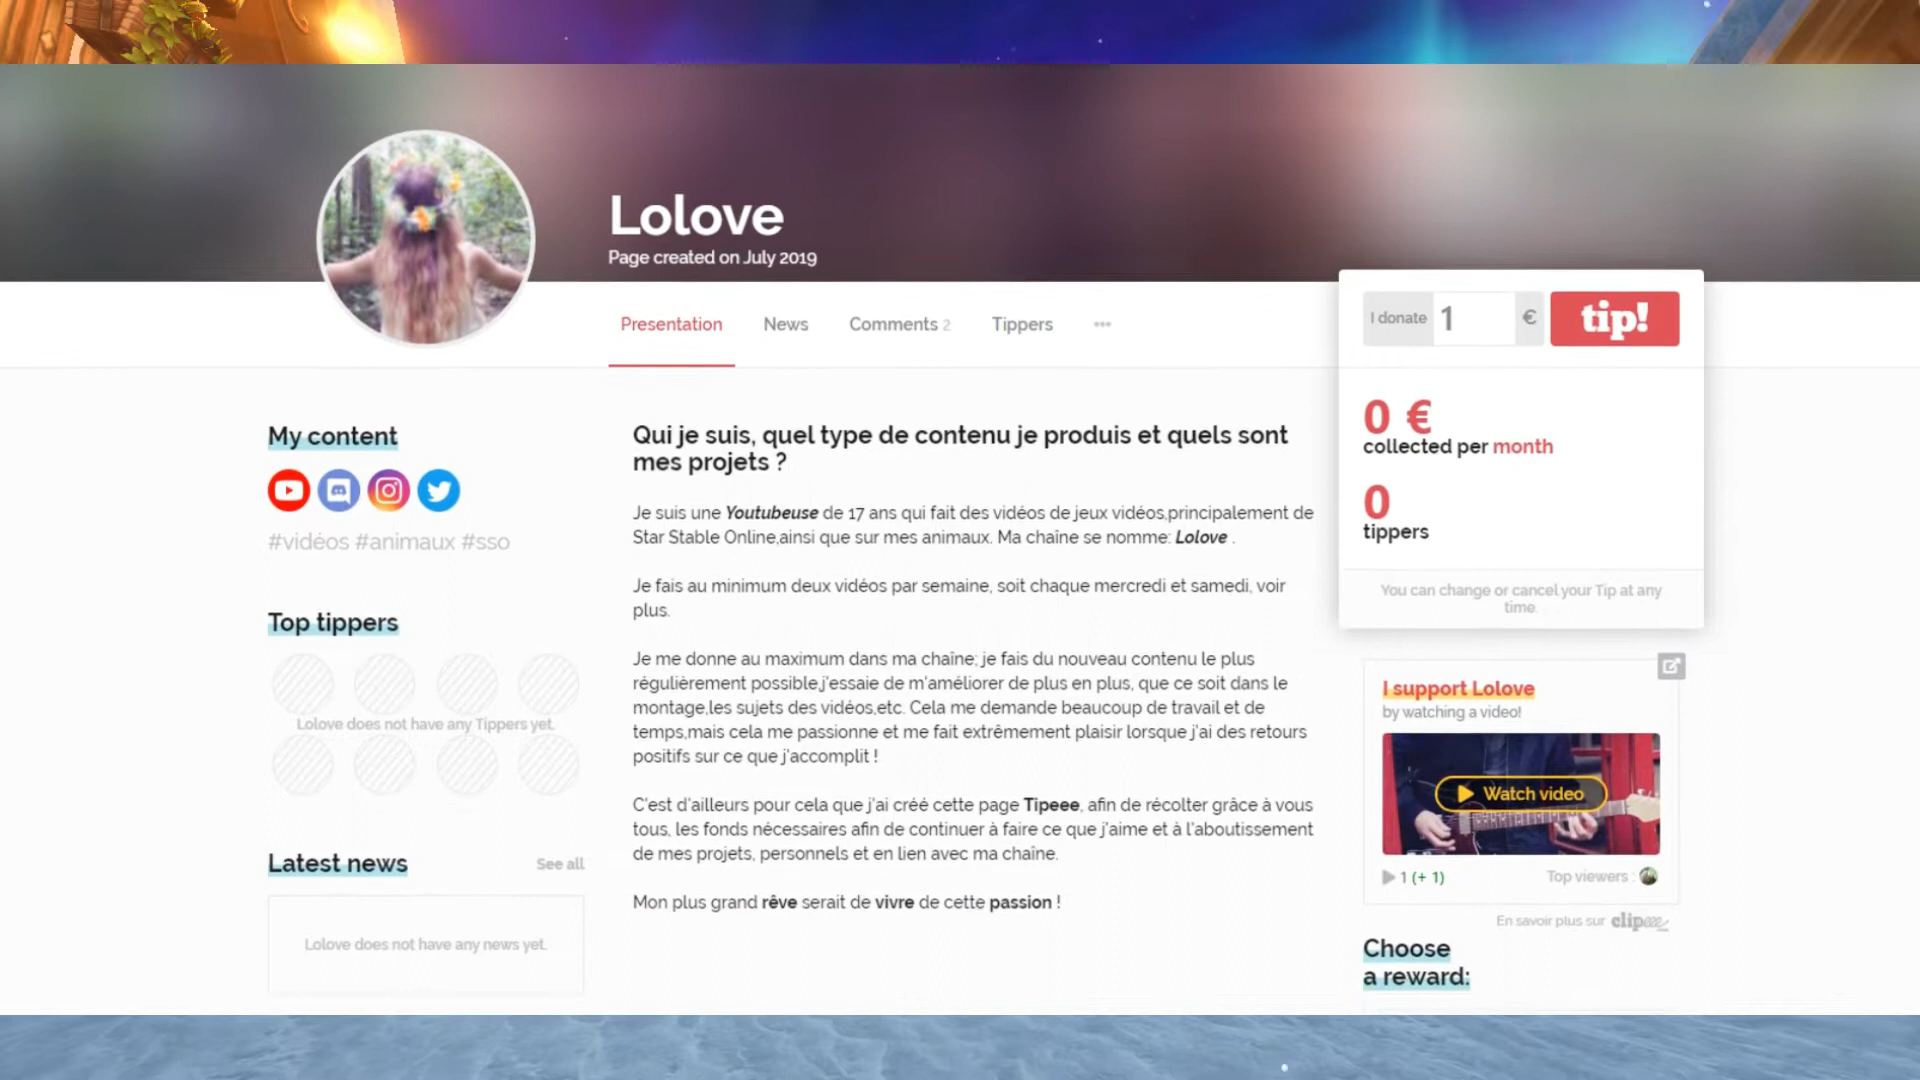 Lolove
Page created on July 2019
Presentation
News
Comments 2
Tippers
I donate 1 €
tip!
0 €
collected per month
0
tippers
You can change or cancel your Tip at any
time.
My content
#vidéos #animaux #sso
Top tippers
Lolove does not have any Tippers yet.
Latest news
See all
Lolove does not have any news yet.
Qui je suis, quel type de contenu je produis et quels sont
mes projets ?
Je suis une Youtubeuse de 17 ans qui fait des vidéos de jeux vidéos,principalement de
Star Stable Online,ainsi que sur mes animaux. Ma chaîne se nomme: Lolove .
Je fais au minimum deux vidéos par semaine, soit chaque mercredi et samedi, voir
plus.
Je me donne au maximum dans ma chaîne; je fais du nouveau contenu le plus
régulièrement possible,j'essaie de m'améliorer de plus en plus, que ce soit dans le
montage,les sujets des vidéos,etc. Cela me demande beaucoup de travail et de
temps,mais cela me passionne et me fait extrêmement plaisir lorsque j'ai des retours
positifs sur ce que j'accomplit !
C'est d'ailleurs pour cela que j'ai créé cette page Tipeee, afin de récolter grâce à vous
tous, les fonds nécessaires afin de continuer à faire ce que j'aime et à l'aboutissement
de mes projets, personnels et en lien avec ma chaîne.
Mon plus grand rêve serait de vivre de cette passion !
I support Lolove
by watching a video!
Watch video
1 (+ 1)
Top viewers :
En savoir plus sur clipeee
Choose
a reward: